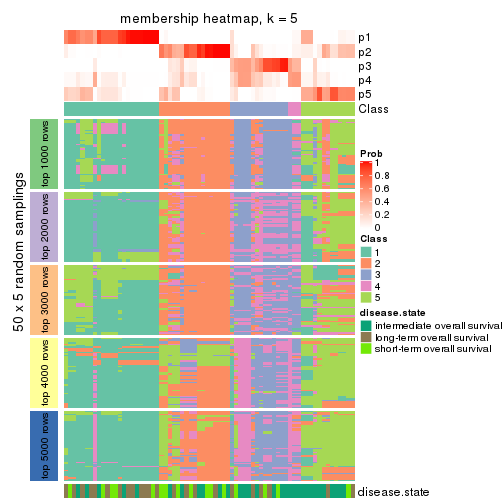 membership heatmap, k = 5
p1
p2
p3
p4
p5
Class
50 x 5 random samplings
top 1000 rows
top 2000 rows
top 3000 rows
top 4000 rows
top 5000 rows
disease.state
Prob
1
0.8
0.6
0.4
0.2
0
Class
1
2
3
4
5
disease.state
intermediate overall survival
long-term overall survival
short-term overall survival